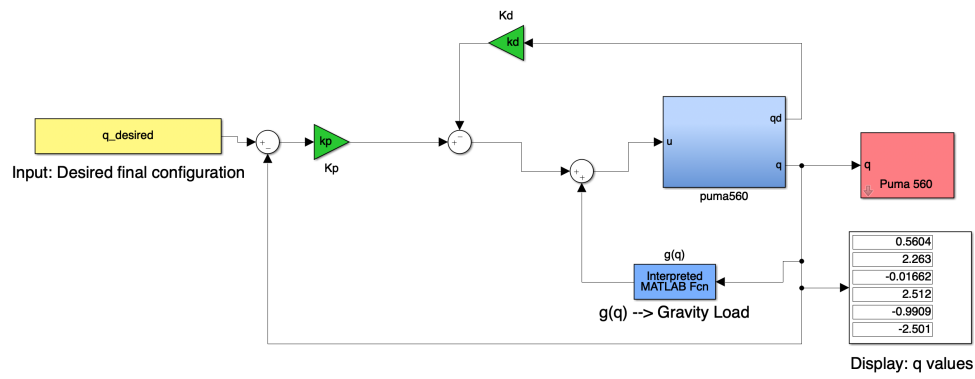 Kd
kd
q_desired
Input: Desired final configuration
+
−
kp
Kp
+
−
+
+
u
qd
q
puma560
q
Puma 560
g(q)
Interpreted
MATLAB Fcn
g(q) --> Gravity Load
0.5604
2.263
-0.01662
2.512
-0.9909
-2.501
Display: q values